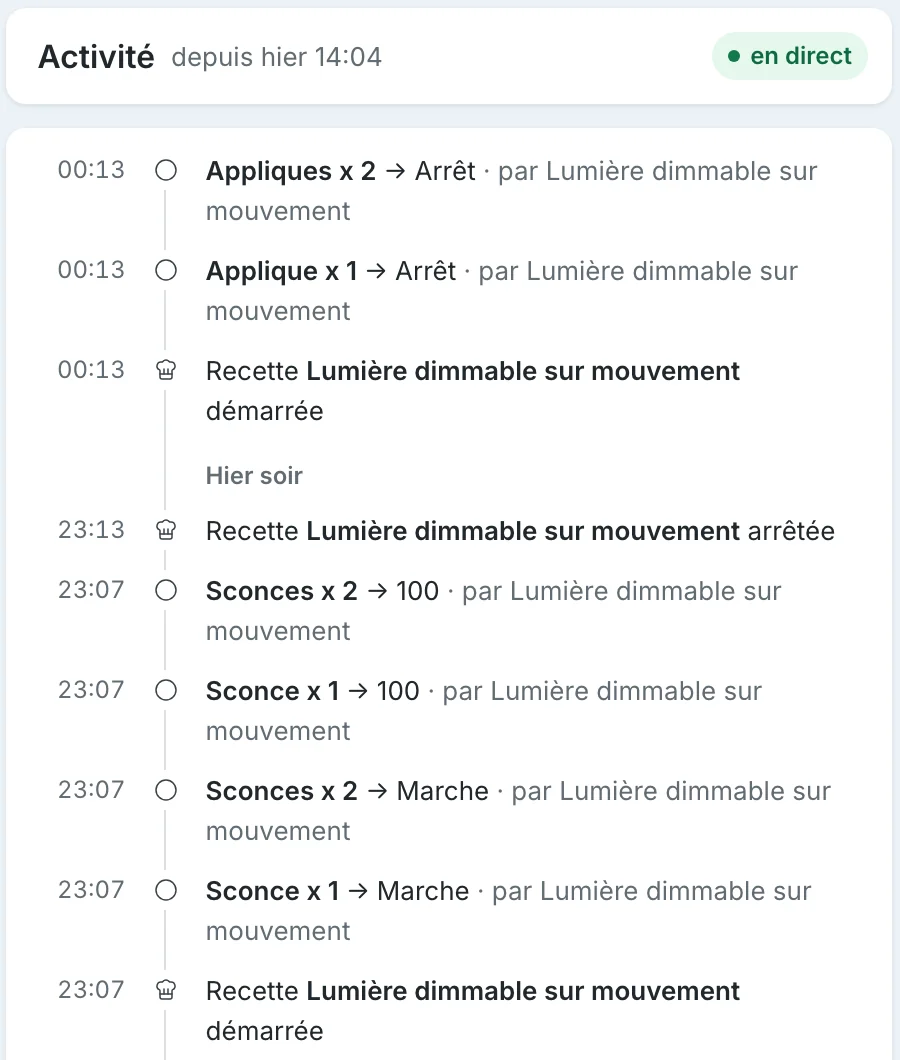 Activité depuis hier 14:04
en direct
00:13 Appliques x 2 → Arrêt · par Lumière dimmable sur
mouvement
00:13 Applique x 1 → Arrêt · par Lumière dimmable sur
mouvement
00:13 Recette Lumière dimmable sur mouvement
démarrée
Hier soir
23:13 Recette Lumière dimmable sur mouvement arrêtée
23:07 Sconces x 2 → 100 · par Lumière dimmable sur
mouvement
23:07 Sconce x 1 → 100 · par Lumière dimmable sur
mouvement
23:07 Sconces x 2 → Marche · par Lumière dimmable sur
mouvement
23:07 Sconce x 1 → Marche · par Lumière dimmable sur
mouvement
23:07 Recette Lumière dimmable sur mouvement
démarrée